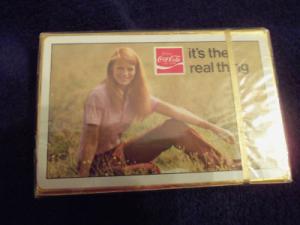 Coca-Cola
it's the
real thing